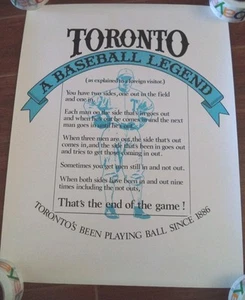 TORONTO
A BASEBALL LEGEND
(as explained to a foreign visitor)
You have two sides, one out in the field
and one in.
Each man on the side that's in goes out
and when he's out he comes in and the next
man goes in until he's out.
When three men are out, the side that's out
comes in, and the side that's been in goes out
and tries to get those coming in out.
Sometimes you get men still in and not out.
When both sides have been in and out nine
times including the not outs,
That's the end of the game !
TORONTO'S BEEN PLAYING BALL SINCE 1886